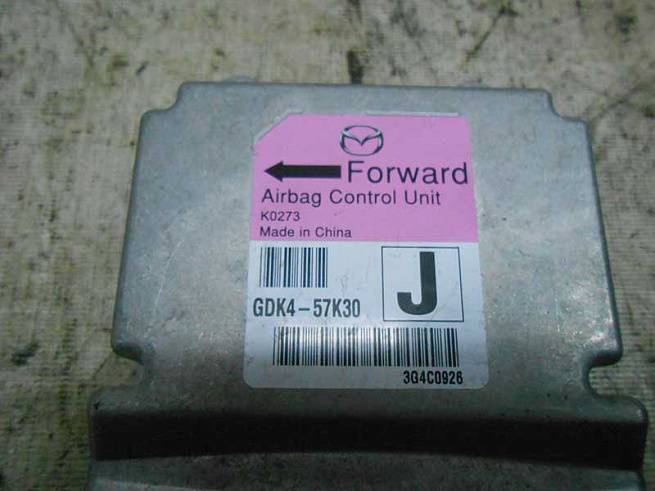 Forward
Airbag Control Unit
K0273
Made in China
J
GDK4-57K30
3G4C0926